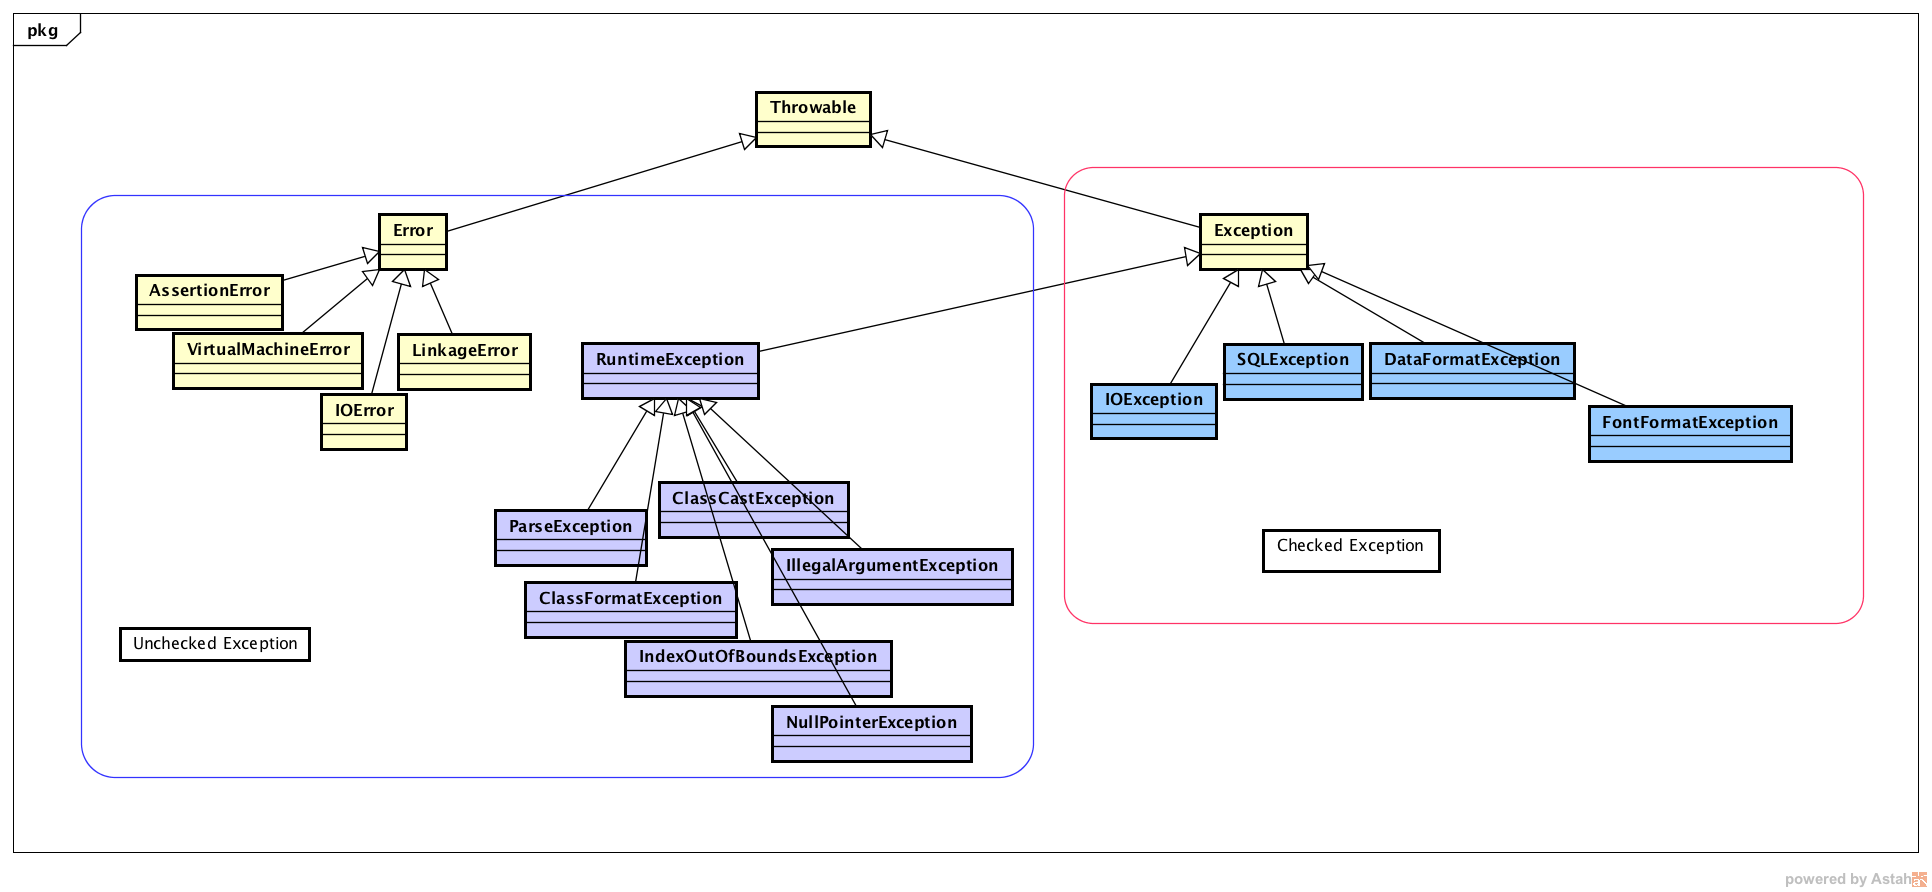 pkg
Throwable
Error
Exception
AssertionError
VirtualMachineError
LinkageError
IOError
RuntimeException
SQLException
DataFormatException
IOException
FontFormatException
ClassCastException
ParseException
IllegalArgumentException
ClassFormatException
IndexOutOfBoundsException
NullPointerException
Checked Exception
Unchecked Exception
powered by Astah